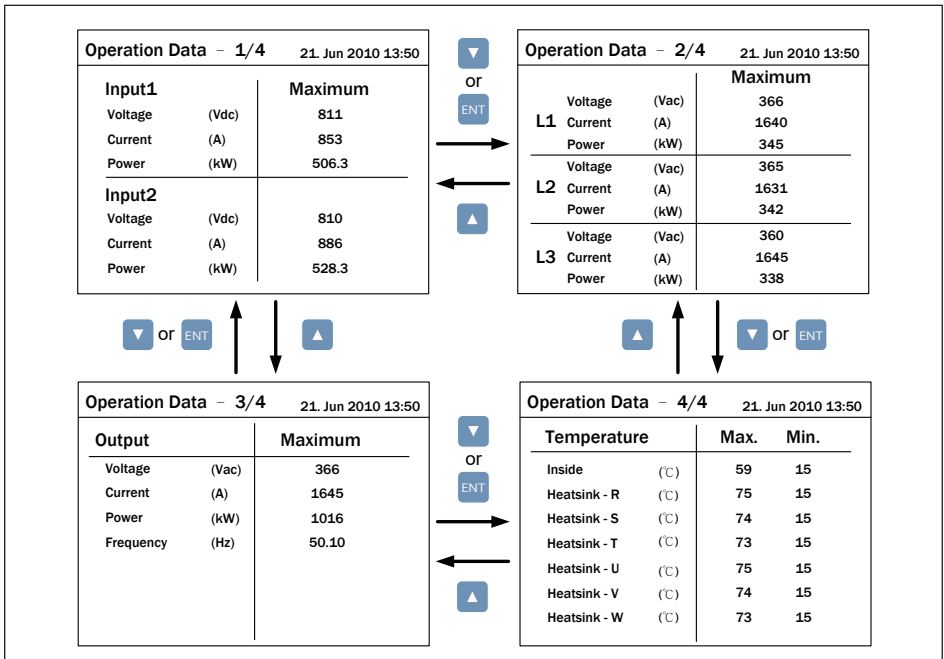 Operation Data – 1/4 21. Jun 2010 13:50
Input1 Maximum
Voltage (Vdc) 811
Current (A) 853
Power (kW) 506.3
Input2
Voltage (Vdc) 810
Current (A) 886
Power (kW) 528.3
or
ENT
Operation Data – 2/4 21. Jun 2010 13:50
Maximum
Voltage (Vac) 366
L1 Current (A) 1640
Power (kW) 345
Voltage (Vac) 365
L2 Current (A) 1631
Power (kW) 342
Voltage (Vac) 360
L3 Current (A) 1645
Power (kW) 338
or ENT
or ENT
Operation Data – 3/4 21. Jun 2010 13:50
Output Maximum
Voltage (Vac) 366
Current (A) 1645
Power (kW) 1016
Frequency (Hz) 50.10
or
ENT
Operation Data – 4/4 21. Jun 2010 13:50
Temperature Max. Min.
Inside (℃) 59 15
Heatsink - R (℃) 75 15
Heatsink - S (℃) 74 15
Heatsink - T (℃) 73 15
Heatsink - U (℃) 75 15
Heatsink - V (℃) 74 15
Heatsink - W (℃) 73 15